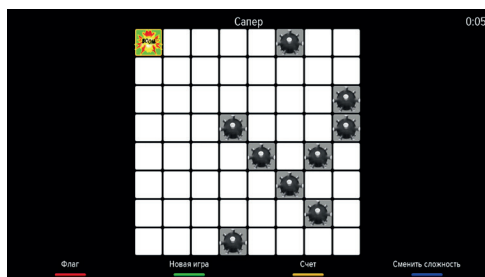 Сапер
0:05
BOOM
Флаг
Новая игра
Счет
Сменить сложность